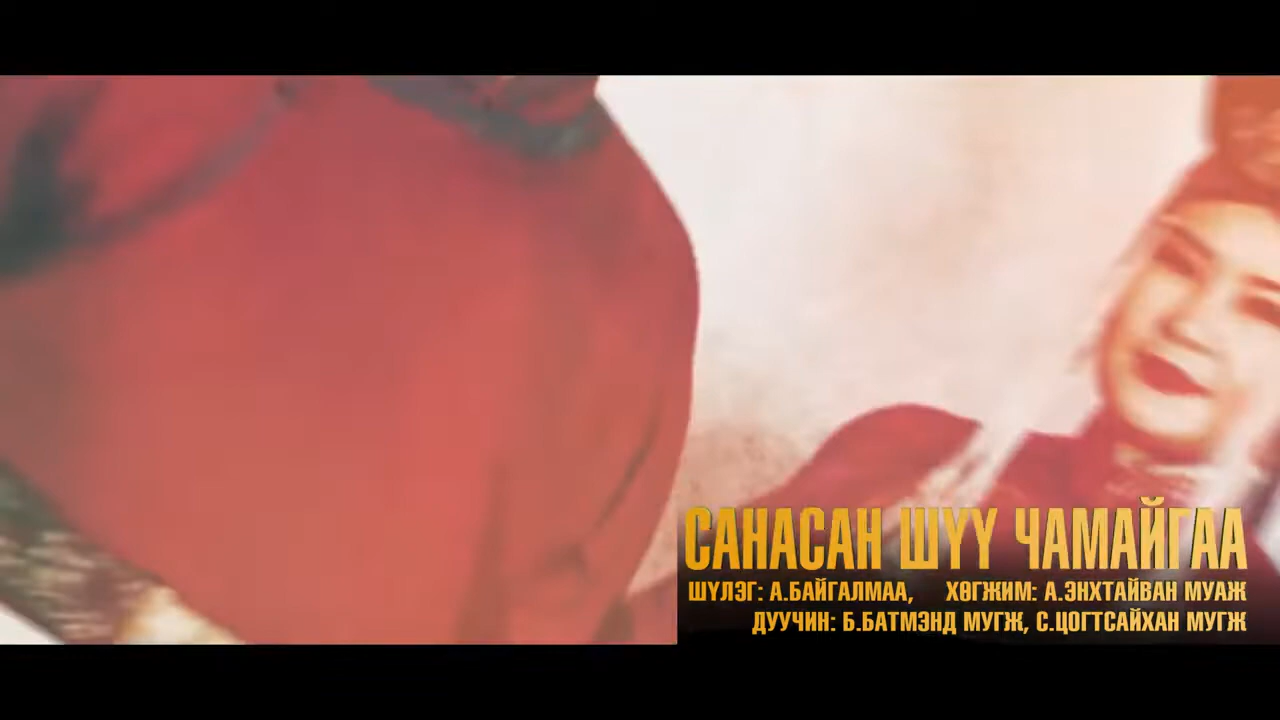 САНАСАН ШҮҮ ЧАМАЙГАА
ШҮЛЭГ: А.БАЙГАЛМАА, ХӨГЖИМ: А.ЭНХТАЙВАН МУАЖ
ДУУЧИН: Б.БАТМЭНД МУГЖ, С.ЦОГТСАЙХАН МУГЖ